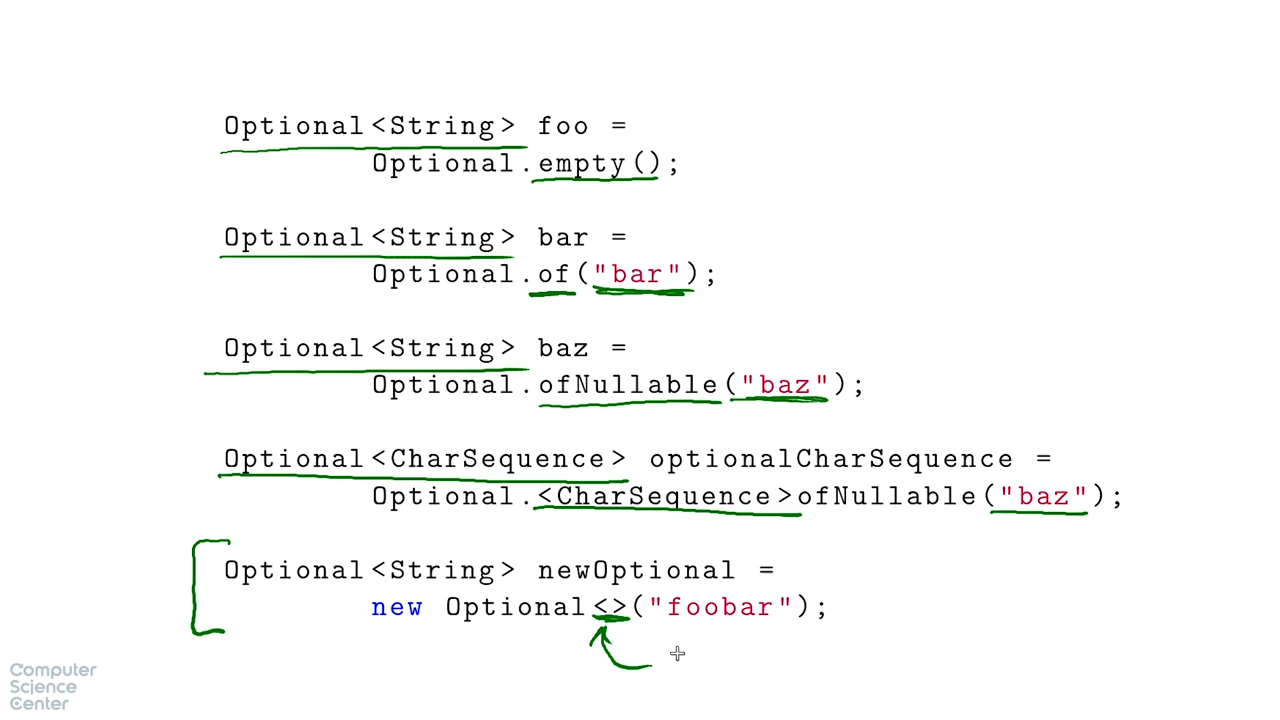 Optional<String> foo =
Optional.empty();
Optional<String> bar =
Optional.of("bar");
Optional<String> baz =
Optional.ofNullable("baz");
Optional<CharSequence> optionalCharSequence =
Optional.<CharSequence>ofNullable("baz");
Optional<String> newOptional =
new Optional<>("foobar");
Computer
Science
Center